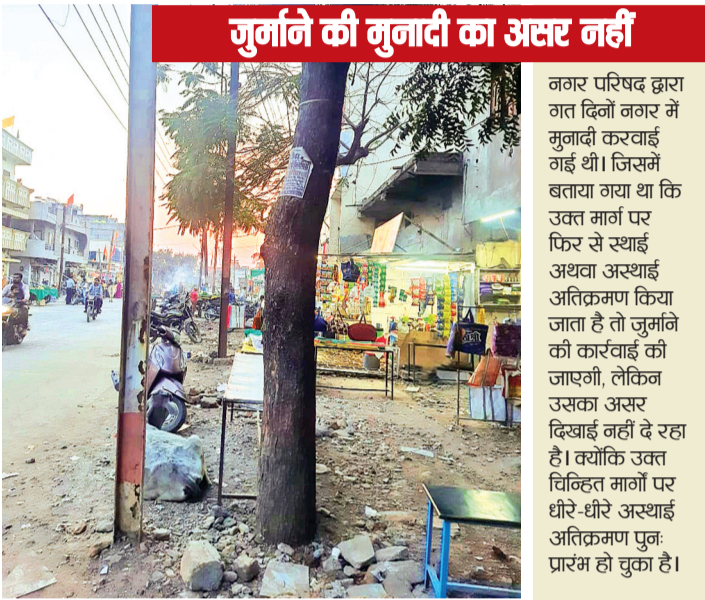 जुर्माने की मुनादी का असर नहीं
नगर परिषद द्वारा
गत दिनों नगर में
मुनादी करवाई
गई थी। जिसमें
बताया गया था कि
उक्त मार्ग पर
फिर से स्थाई
अथवा अस्थाई
अतिक्रमण किया
जाता है तो जुर्माने
की कार्रवाई की
जाएगी, लेकिन
उसका असर
दिखाई नहीं दे रहा
है। क्योंकि उक्त
चिन्हित मार्गों पर
धीरे-धीरे अस्थाई
अतिक्रमण पुनः
प्रारंभ हो चुका है।